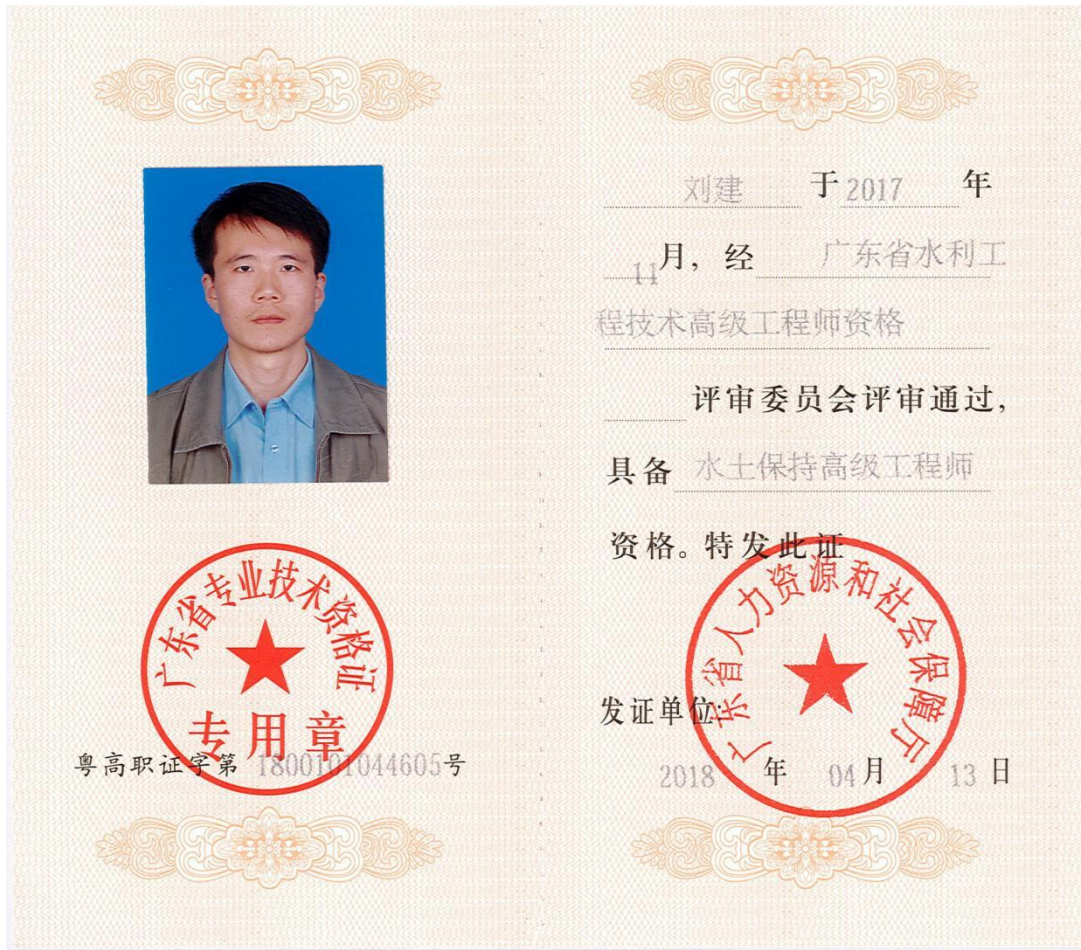 广东省专业技术资格证
专用章
粤高职证字第 1800101044605号
刘建 于 2017 年
11月，经 广东省水利工
程技术高级工程师资格
评审委员会评审通过，
具备 水土保持高级工程师
资格。特发此证
广东省人力资源和社会保障厅
发证单位:
2018 年 04月 13 日